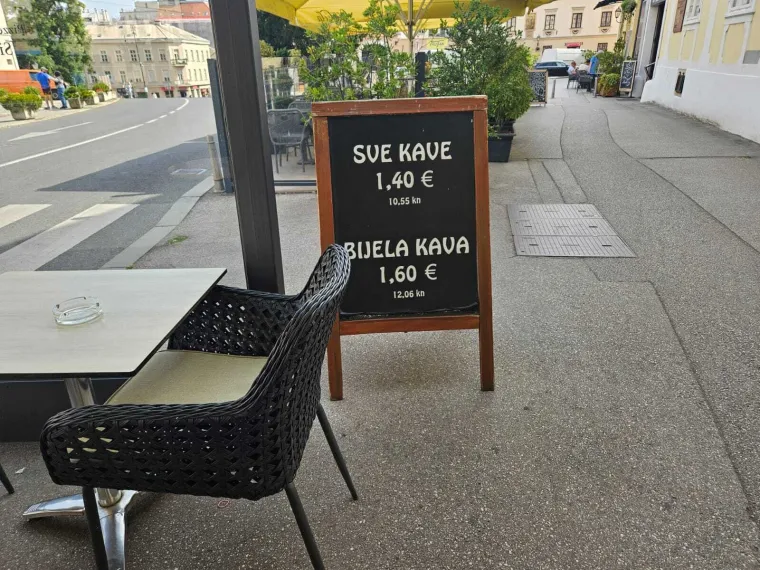 SVE KAVE
1,40 €
10,55 kn
BIJELA KAVA
1,60 €
12,06 kn